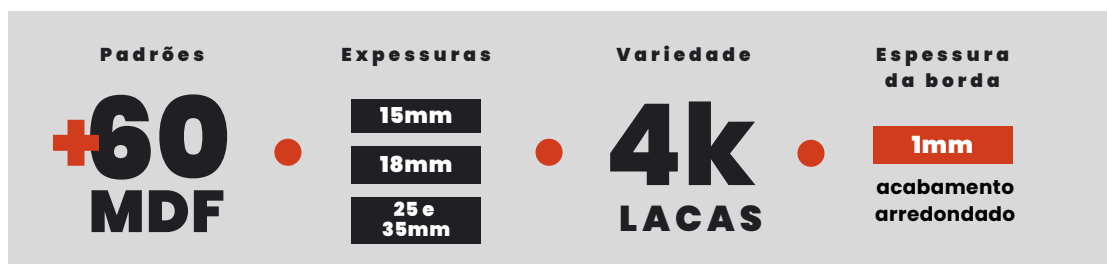 Padrões
+60
MDF
Expessuras
15mm
18mm
25 e
35mm
Variedade
4k
LACAS
Espessura
da borda
1mm
acabamento
arredondado